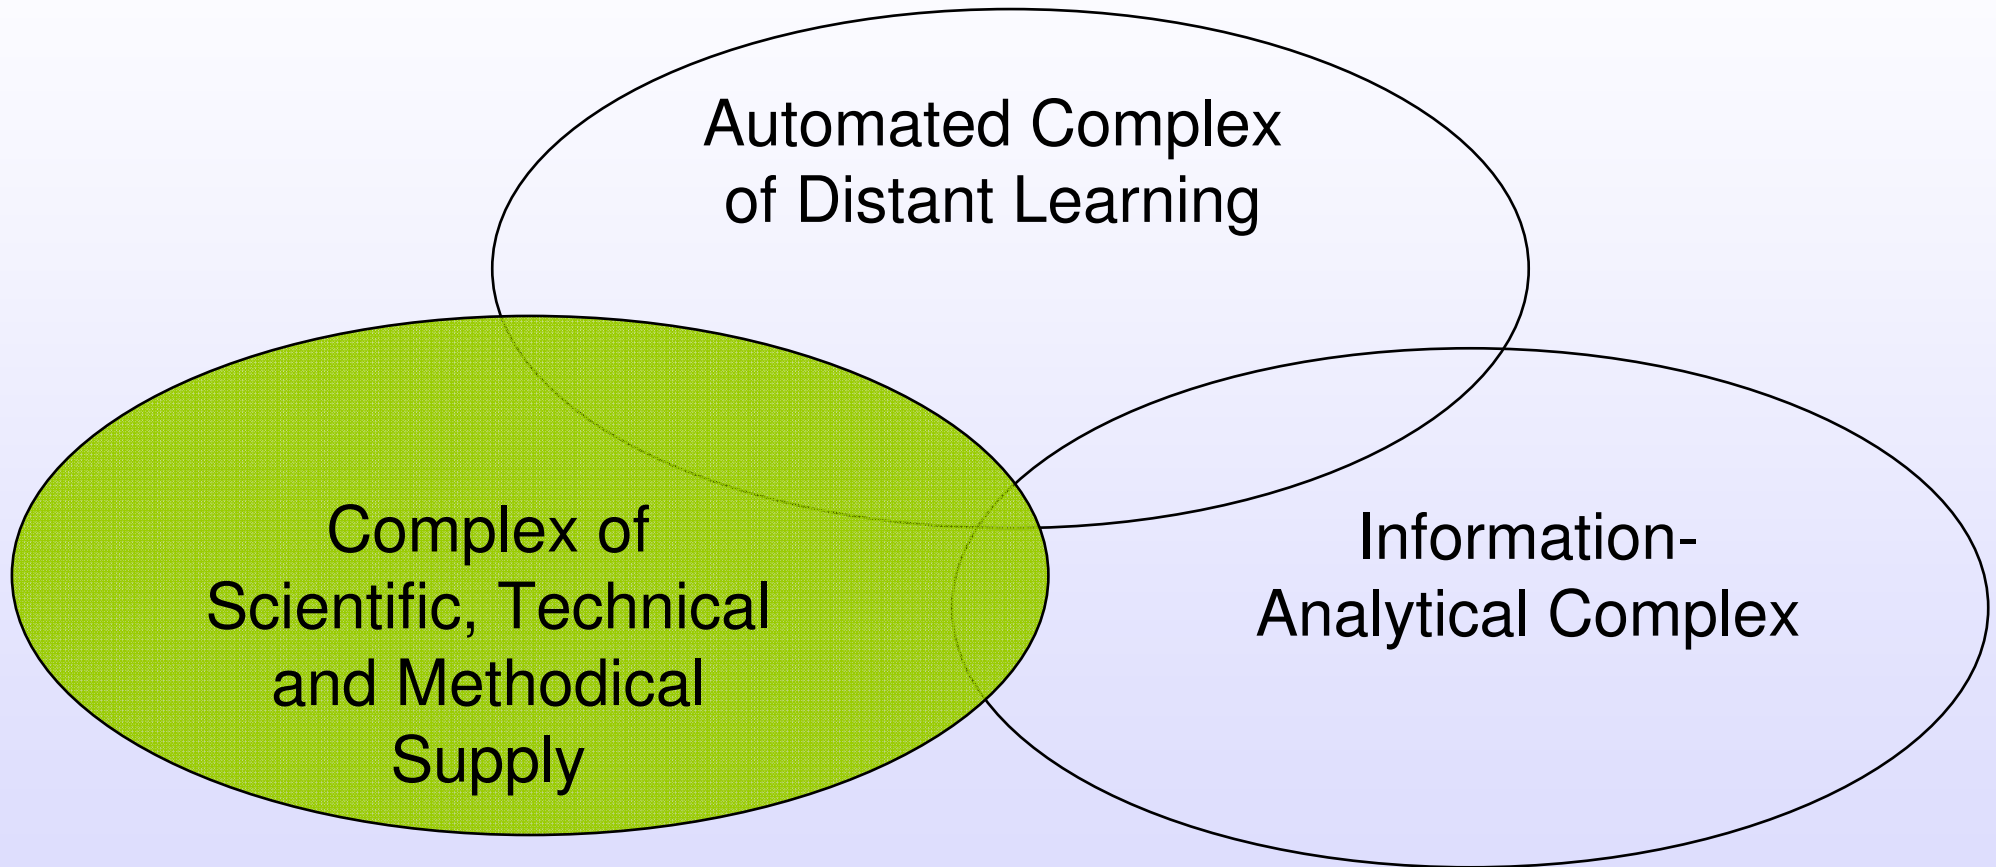 Automated Complex
of Distant Learning
Complex of
Scientific, Technical
and Methodical
Supply
Information-
Analytical Complex